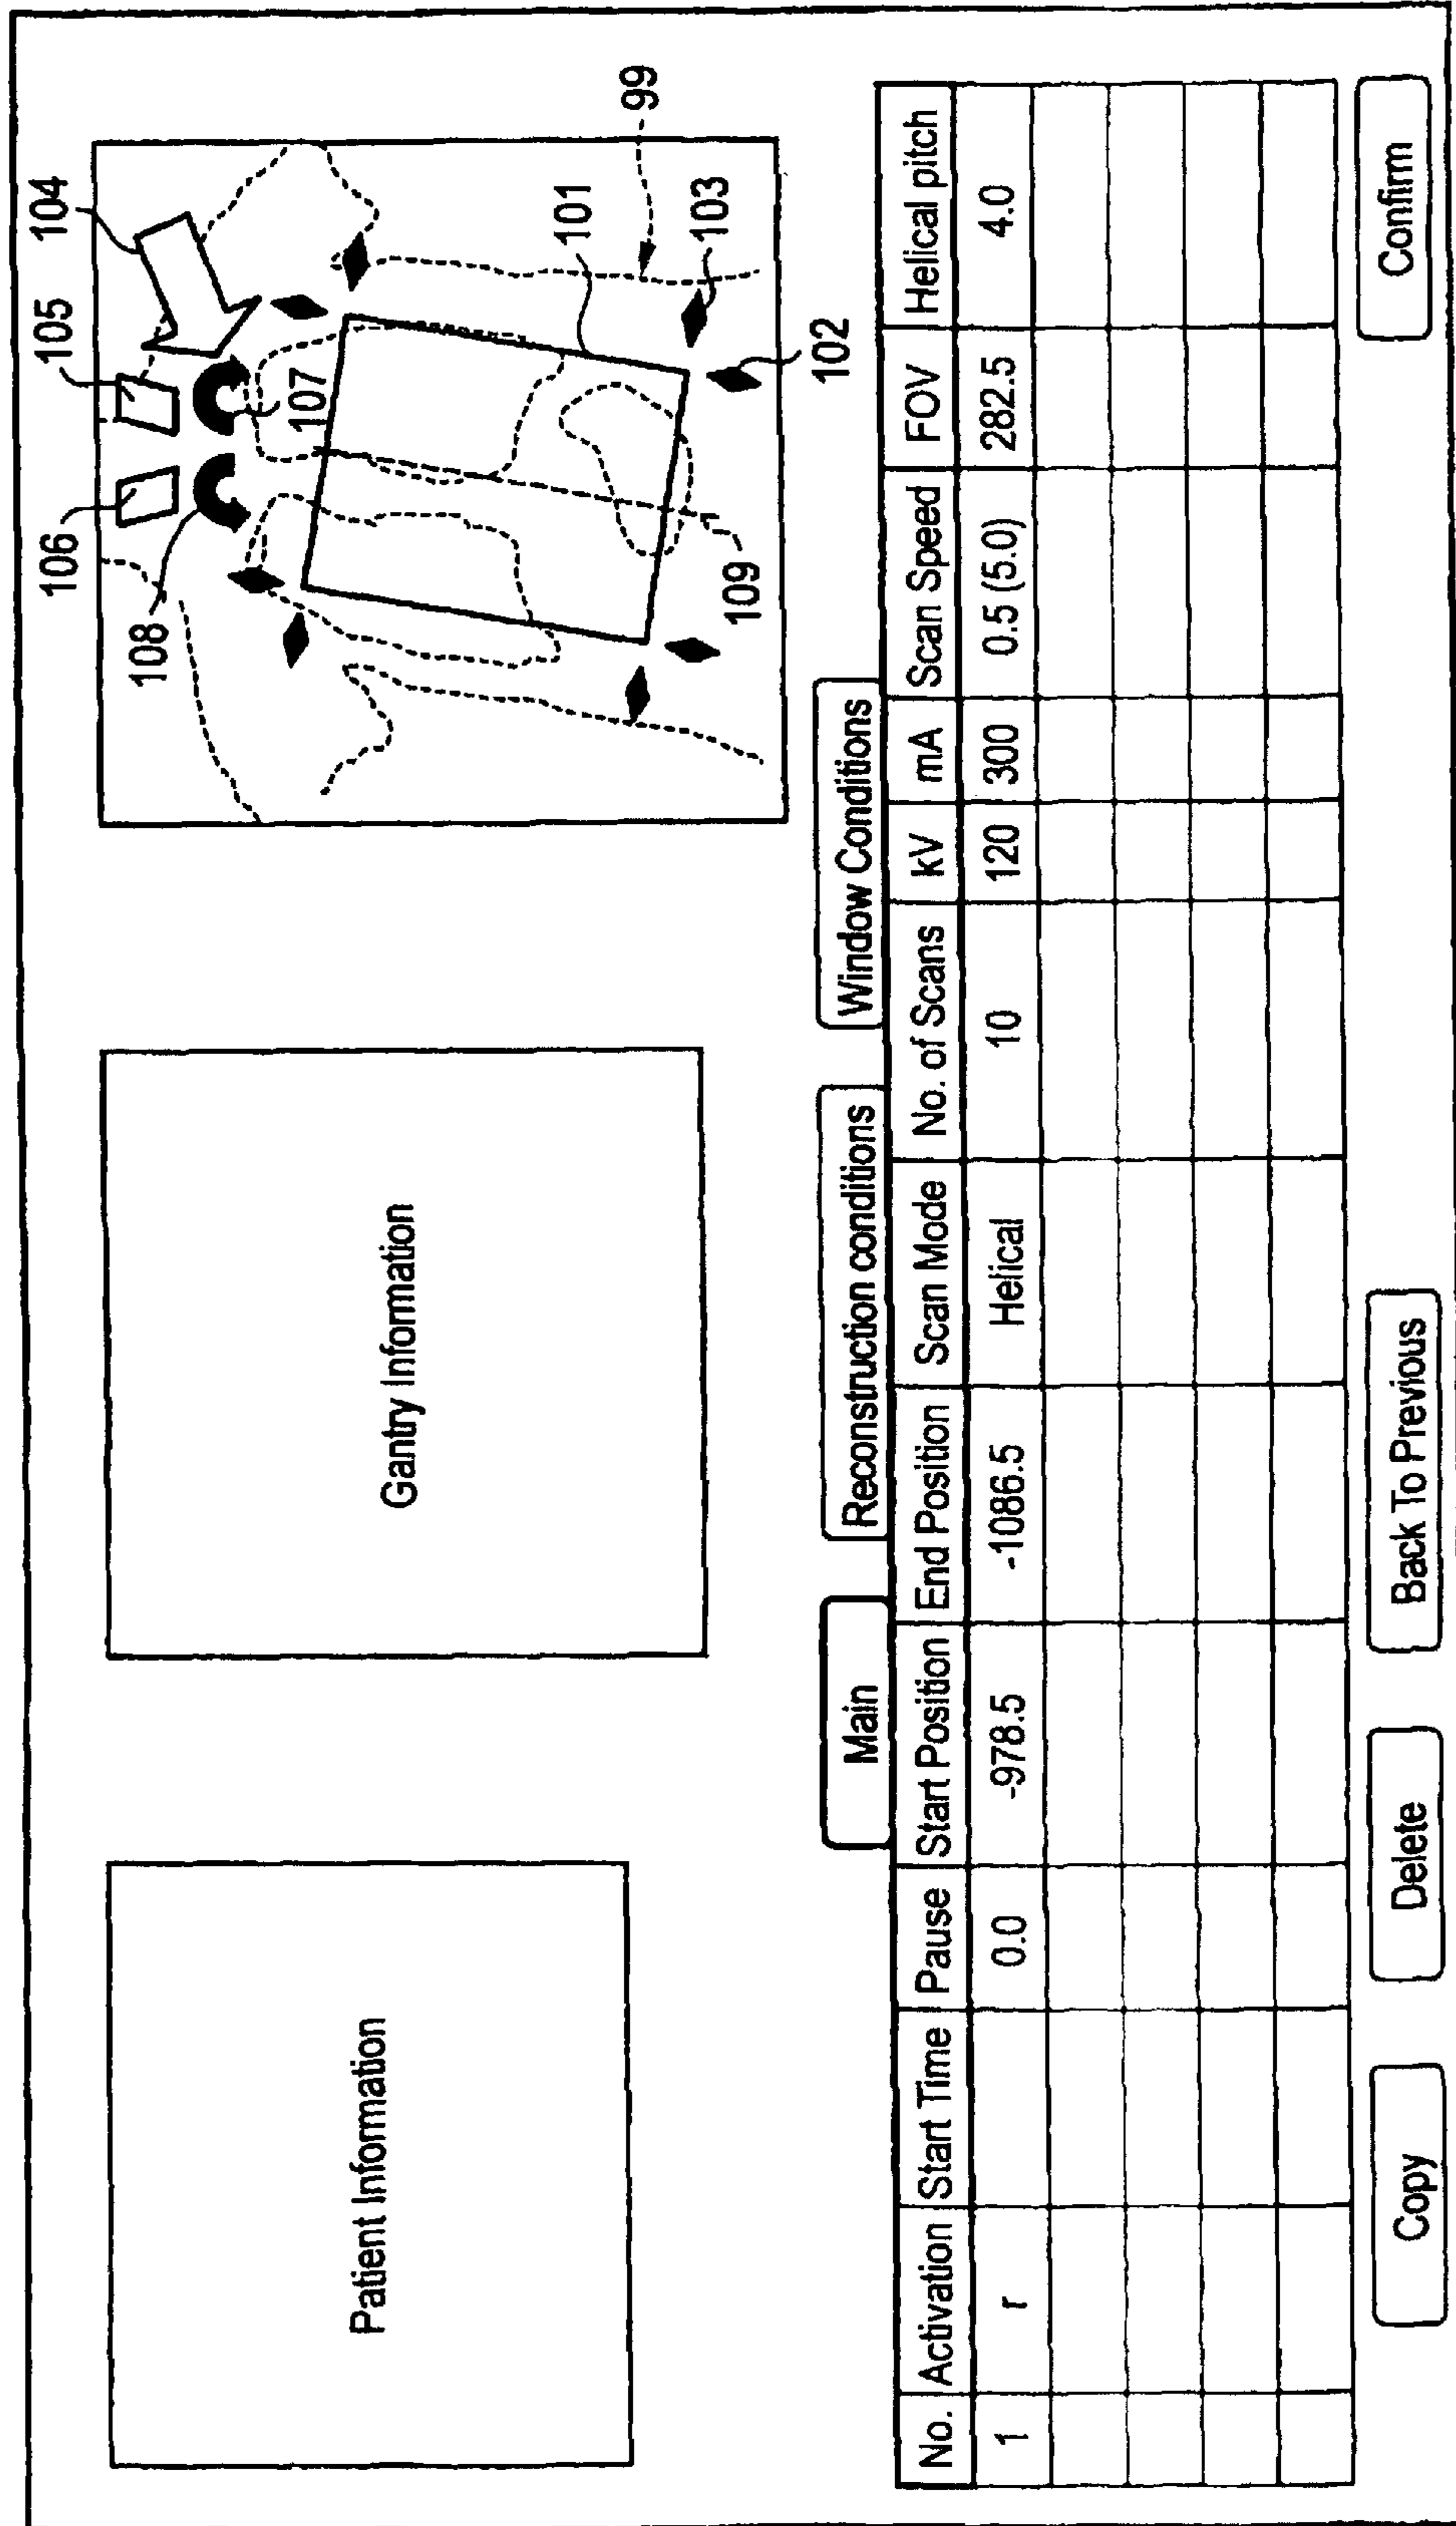 Patient Information
Gantry Information
104
105
106
107
108
99
101
103
102
109
Main
Reconstruction conditions
Window Conditions
No. Activation Start Time Pause Start Position End Position Scan Mode No. of Scans kV mA Scan Speed FOV Helical pitch
1 r 0.0 -978.5 -1086.5 Helical 10 120 300 0.5 (5.0) 282.5 4.0
Copy
Delete
Back To Previous
Confirm